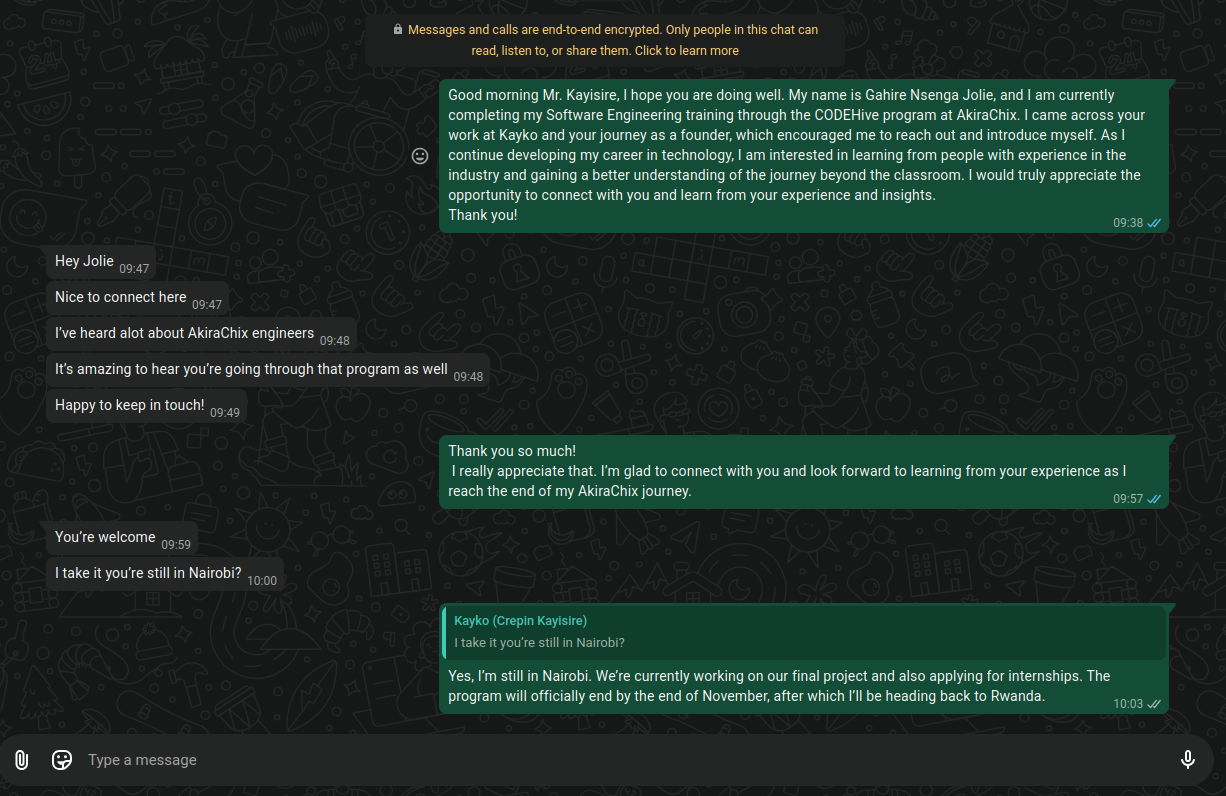 Messages and calls are end-to-end encrypted. Only people in this chat can
read, listen to, or share them. Click to learn more
Good morning Mr. Kayisire, I hope you are doing well. My name is Gahire Nsenga Jolie, and I am currently
completing my Software Engineering training through the CODEHive program at AkiraChix. I came across your
work at Kayko and your journey as a founder, which encouraged me to reach out and introduce myself. As I
continue developing my career in technology, I am interested in learning from people with experience in the
industry and gaining a better understanding of the journey beyond the classroom. I would truly appreciate the
opportunity to connect with you and learn from your experience and insights.
Thank you!
09:38
Hey Jolie 09:47
Nice to connect here 09:47
I've heard alot about AkiraChix engineers 09:48
It's amazing to hear you're going through that program as well 09:48
Happy to keep in touch! 09:49
Thank you so much!
I really appreciate that. I'm glad to connect with you and look forward to learning from your experience as I
reach the end of my AkiraChix journey.
09:57
You're welcome 09:59
I take it you're still in Nairobi? 10:00
Kayko (Crepin Kayisire)
I take it you're still in Nairobi?
Yes, I'm still in Nairobi. We're currently working on our final project and also applying for internships. The
program will officially end by the end of November, after which I'll be heading back to Rwanda.
10:03
Type a message